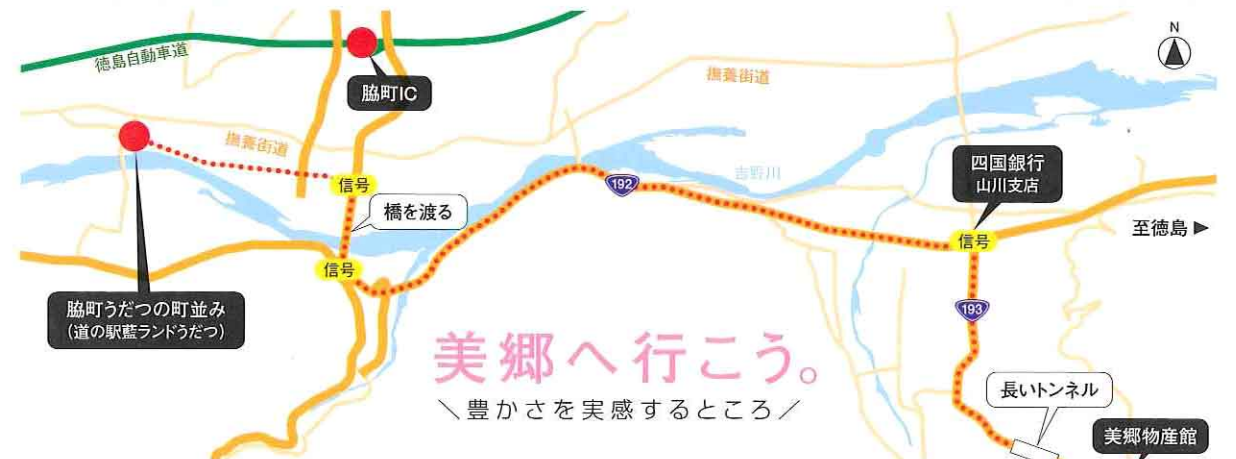 徳島自動車道
脇町IC
撫養街道
N
撫養街道
信号
橋を渡る
192
吉野川
四国銀行
山川支店
信号
至徳島▶
信号
脇町うだつの町並み
(道の駅藍ランドうだつ)
193
美郷へ行こう。
＼豊かさを実感するところ／
長いトンネル
美郷物産館